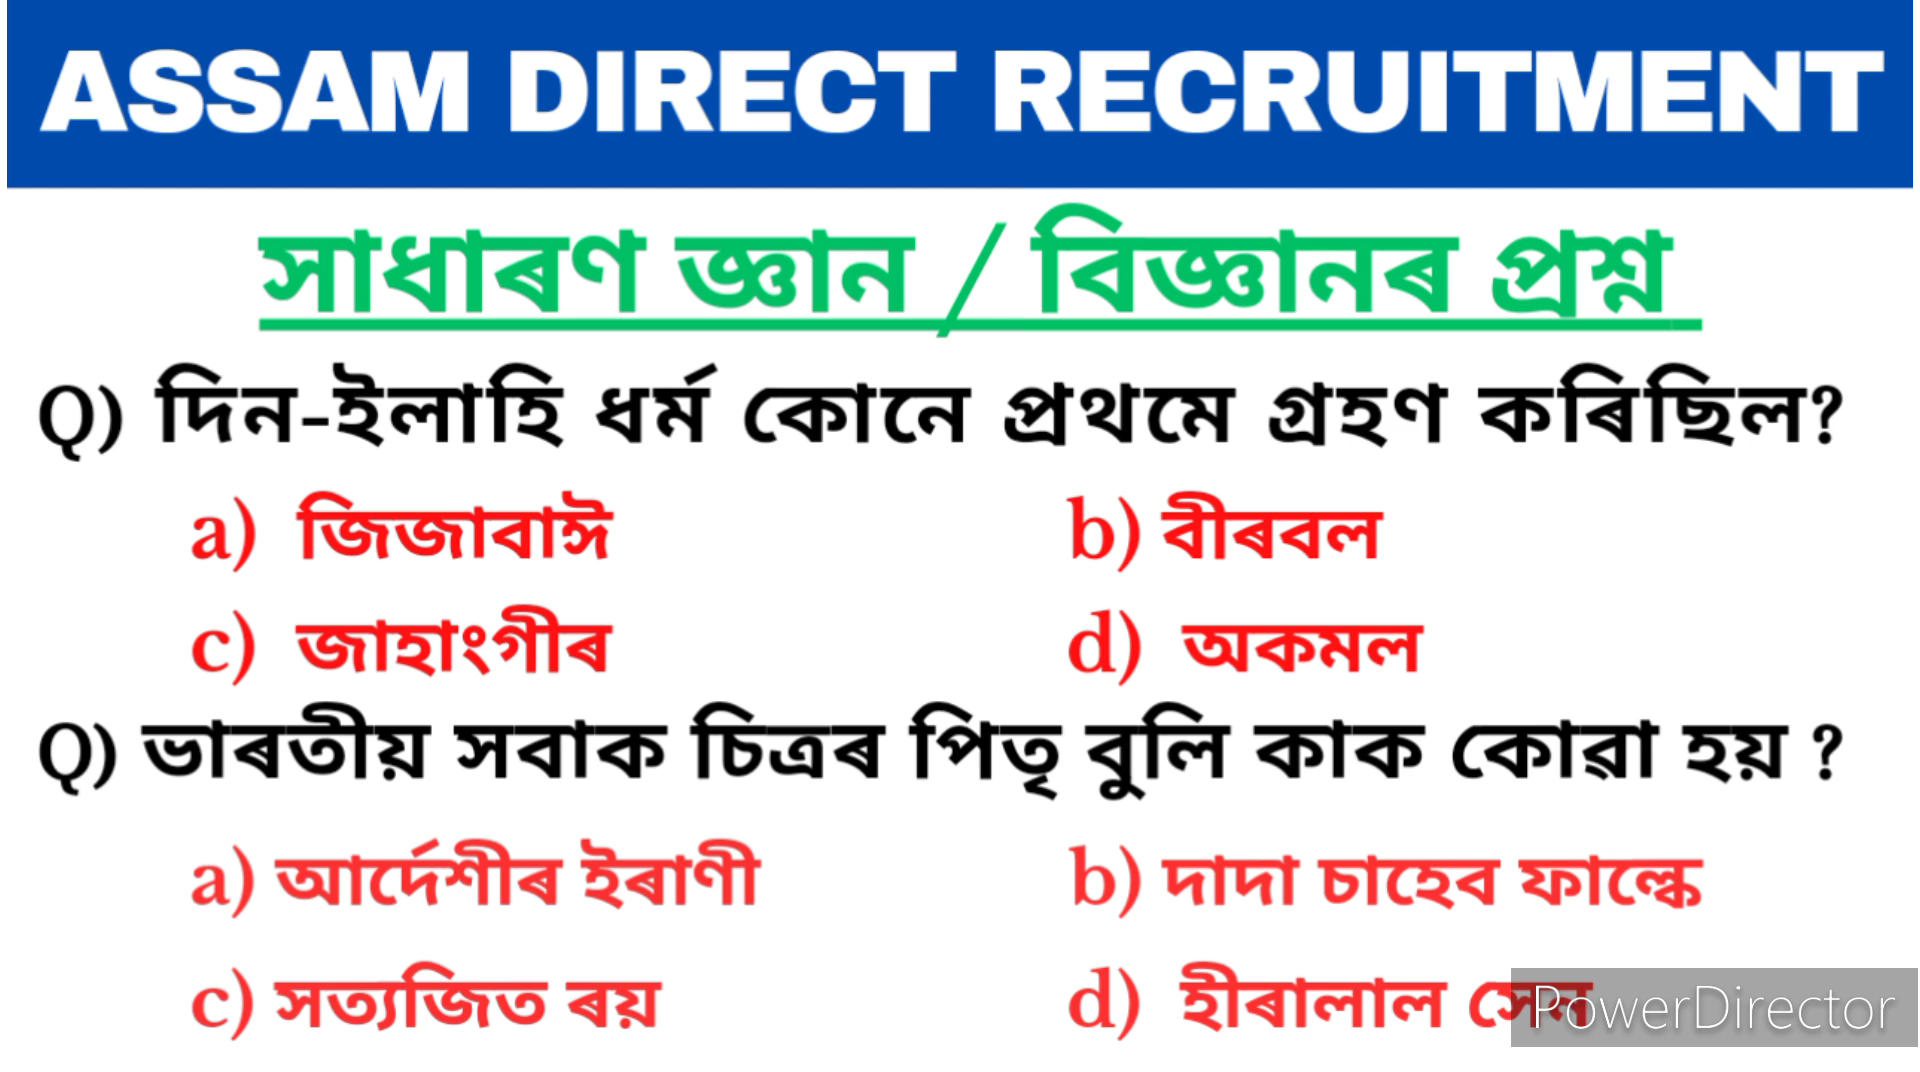 ASSAM DIRECT RECRUITMENT
সাধাৰণ জ্ঞান / বিজ্ঞানৰ প্ৰশ্ন
Q) দিন-ইলাহি ধৰ্ম কোনে প্ৰথমে গ্ৰহণ কৰিছিল?
a) জিজাবাঈ b) বীৰবল
c) জাহাংগীৰ d) অকমল
Q) ভাৰতীয় সবাক চিত্ৰৰ পিতৃ বুলি কাক কোৱা হয় ?
a) আৰ্দেশীৰ ইৰাণী b) দাদা চাহেব ফাল্কে
c) সত্যজিত ৰয় d) হীৰালাল সেন
PowerDirector